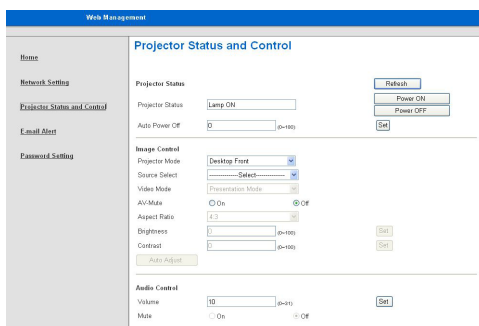 Web Management
Projector Status and Control
Home
Network Setting
Projector Status and Control
E-mail Alert
Password Setting
Projector Status
Refresh
Power ON
Projector Status Lamp ON
Power OFF
Auto Power Off 0 (0~180) Set
Image Control
Projector Mode Desktop Front
Source Select --------------Select--------------
Video Mode Presentation Mode
AV-Mute On Off
Aspect Ratio 4:3
Brightness 0 (0~100) Set
Contrast 0 (0~100) Set
Auto Adjust
Audio Control
Volume 10 (0~31) Set
Mute On Off